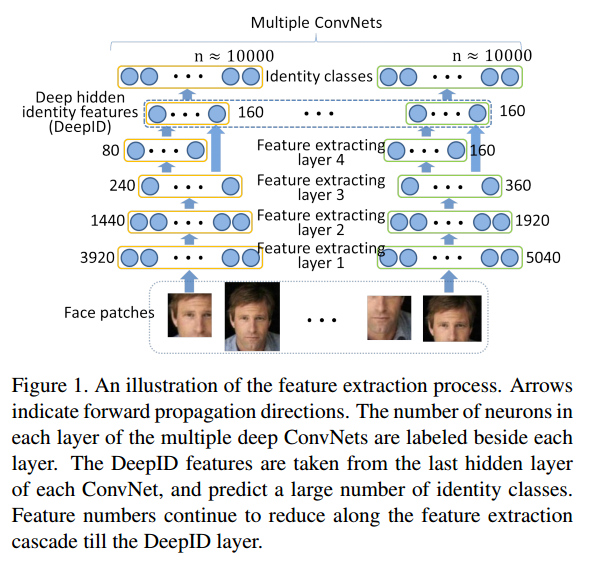 Multiple ConvNets
n ≈ 10000
n ≈ 10000
Identity classes
Deep hidden
identity features
(DeepID)
160
160
80
Feature extracting
layer 4
160
240
Feature extracting
layer 3
360
1440
Feature extracting
layer 2
1920
3920
Feature extracting
layer 1
5040
Face patches
Figure 1. An illustration of the feature extraction process. Arrows
indicate forward propagation directions. The number of neurons in
each layer of the multiple deep ConvNets are labeled beside each
layer. The DeepID features are taken from the last hidden layer
of each ConvNet, and predict a large number of identity classes.
Feature numbers continue to reduce along the feature extraction
cascade till the DeepID layer.